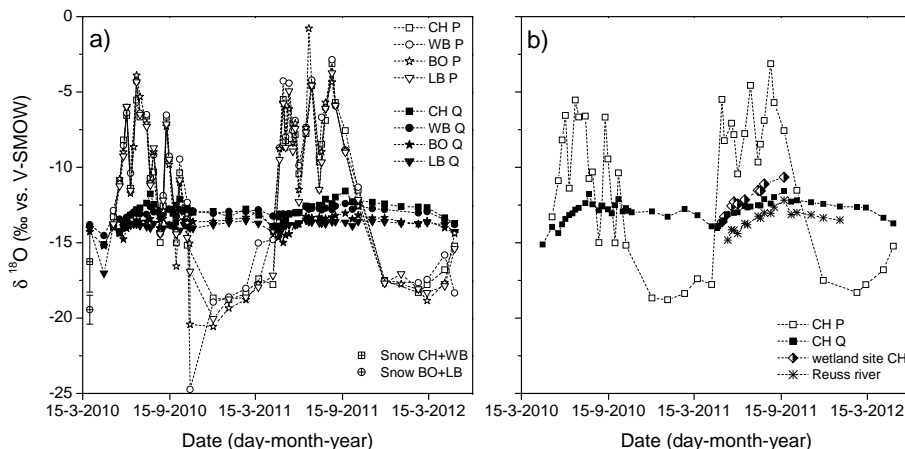 a)
b)
0
-5
-10
-15
-20
-25
δ ¹⁸O (‰ vs. V-SMOW)
CH P
WB P
BO P
LB P
CH Q
WB Q
BO Q
LB Q
Snow CH+WB
Snow BO+LB
15-3-2010 15-9-2010 15-3-2011 15-9-2011 15-3-2012
Date (day-month-year)
CH P
CH Q
wetland site CH
Reuss river
15-3-2010 15-9-2010 15-3-2011 15-9-2011 15-3-2012
Date (day-month-year)